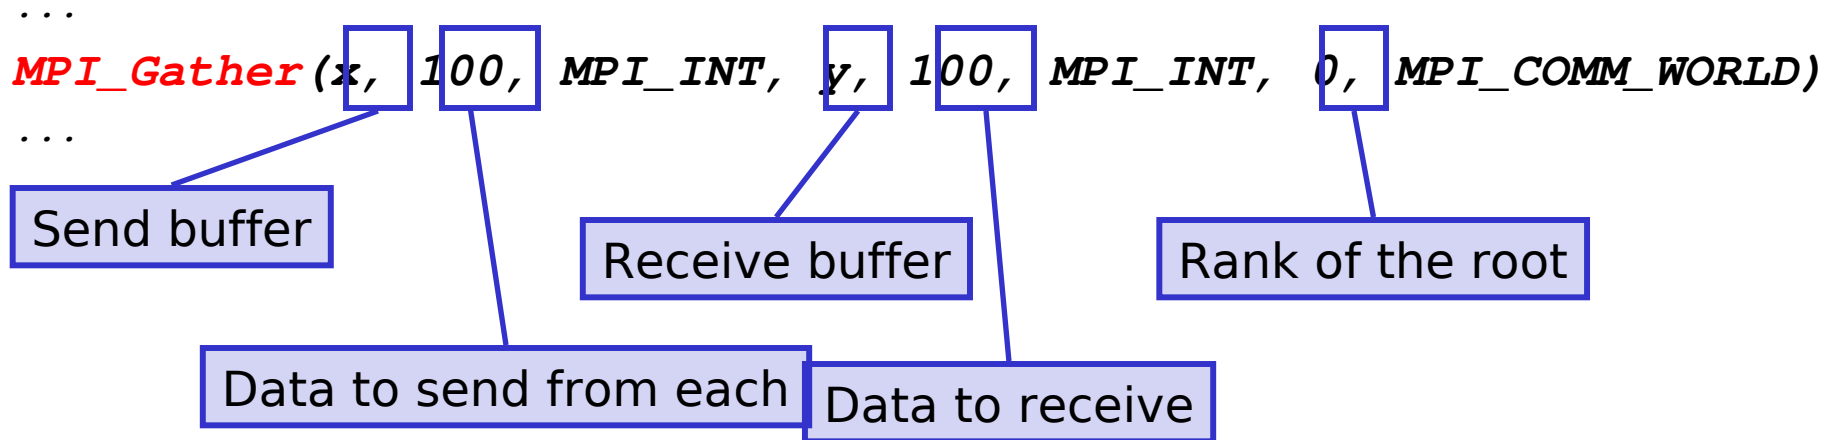 ...
MPI_Gather(x, 100, MPI_INT, y, 100, MPI_INT, 0, MPI_COMM_WORLD)
...
Send buffer
Receive buffer
Rank of the root
Data to send from each
Data to receive